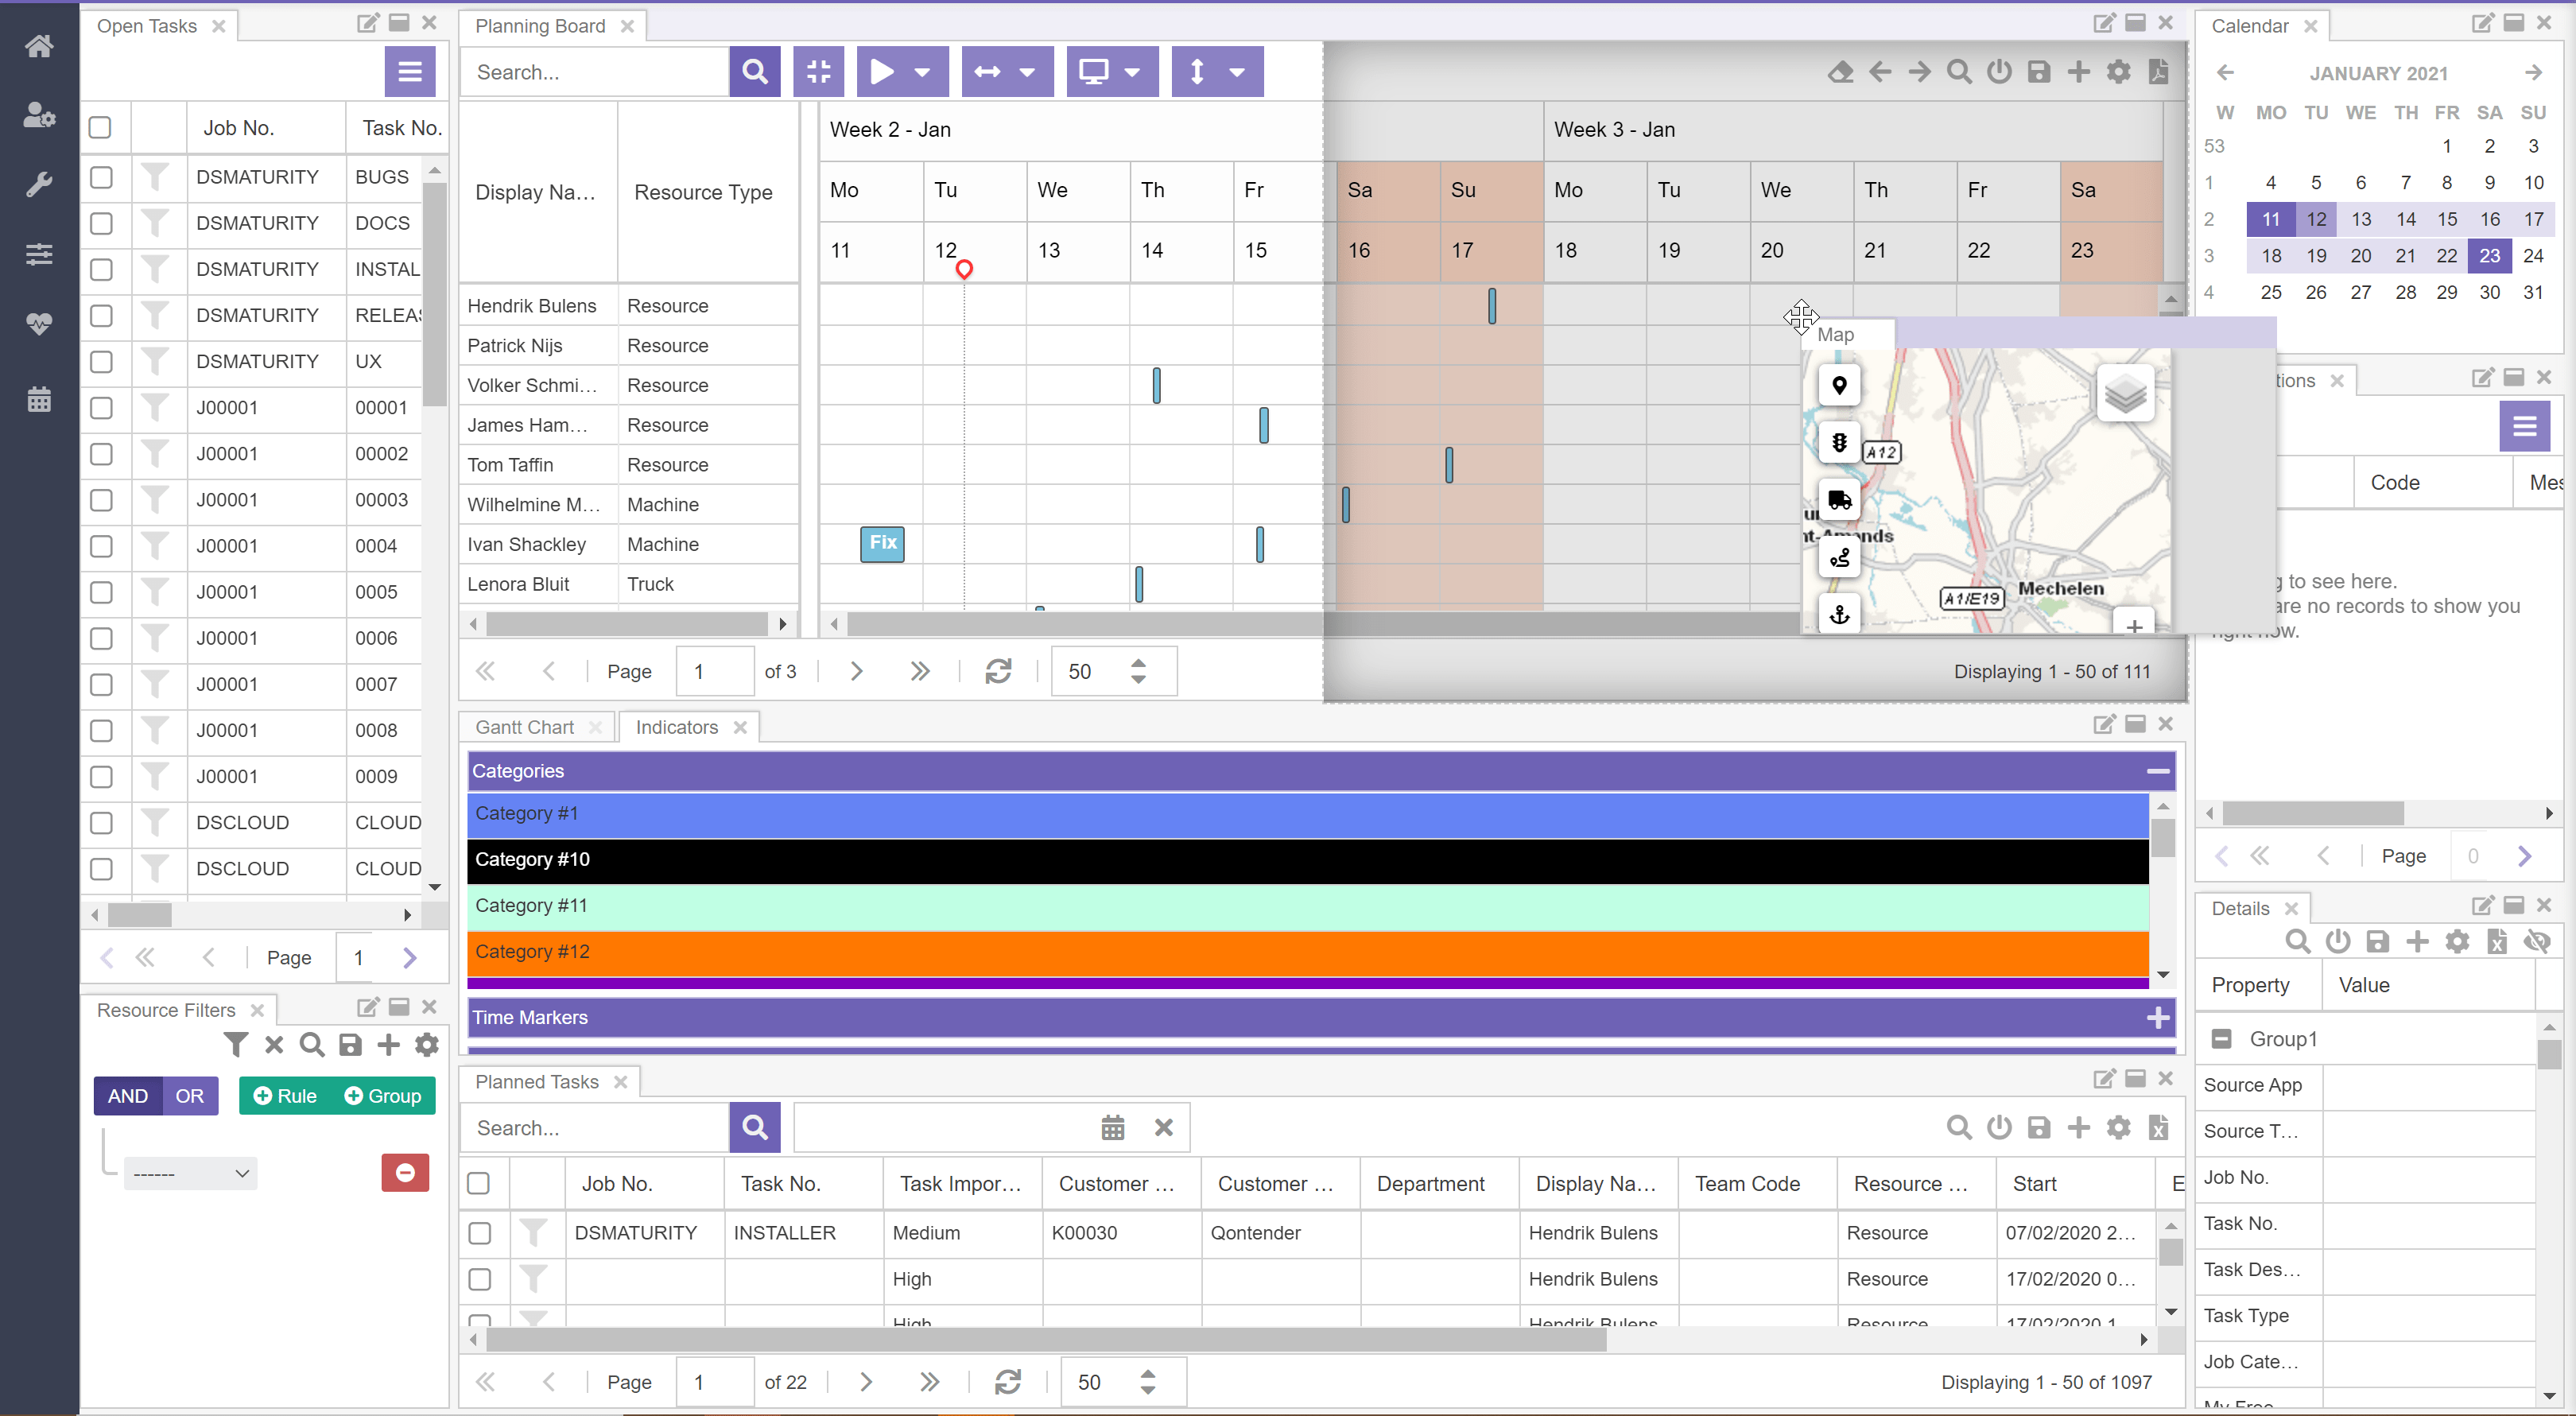 Open Tasks
Job No. Task No.
DSMATURITY BUGS
DSMATURITY DOCS
DSMATURITY INSTAL
DSMATURITY RELEA
DSMATURITY UX
J00001 00001
J00001 00002
J00001 00003
J00001 0004
J00001 0005
J00001 0006
J00001 0007
J00001 0008
J00001 0009
DSCLOUD CLOUD
DSCLOUD CLOUD
Page 1
Resource Filters
AND OR Rule Group
------
Planning Board
Search...
Display Na... Resource Type
Week 2 - Jan Week 3 - Jan
Mo Tu We Th Fr Sa Su Mo Tu We Th Fr Sa
11 12 13 14 15 16 17 18 19 20 21 22 23
Hendrik Bulens Resource
Patrick Nijs Resource
Volker Schmi... Resource
James Ham... Resource
Tom Taffin Resource
Wilhelmine M... Machine
Ivan Shackley Machine Fix
Lenora Bluit Truck
Page 1 of 3 50 Displaying 1 - 50 of 111
Map
A12
nt-Amands
A1/E19 Mechelen
+
Gantt Chart Indicators
Categories
Category #1
Category #10
Category #11
Category #12
Time Markers
Planned Tasks
Search...
Job No. Task No. Task Impor... Customer ... Customer ... Department Display Na... Team Code Resource ... Start E
DSMATURITY INSTALLER Medium K00030 Qontender Hendrik Bulens Resource 07/02/2020 2...
High Hendrik Bulens Resource 17/02/2020 0...
High Hendrik Bulens Resource 17/02/2020 1
Page 1 of 22 50 Displaying 1 - 50 of 1097
Calendar
JANUARY 2021
W MO TU WE TH FR SA SU
53 1 2 3
1 4 5 6 7 8 9 10
2 11 12 13 14 15 16 17
3 18 19 20 21 22 23 24
4 25 26 27 28 29 30 31
tions
Code Mes
g to see here.
are no records to show you
right now.
Page 0
Details
Property Value
Group1
Source App
Source T...
Job No.
Task No.
Task Des...
Task Type
Job Cate...